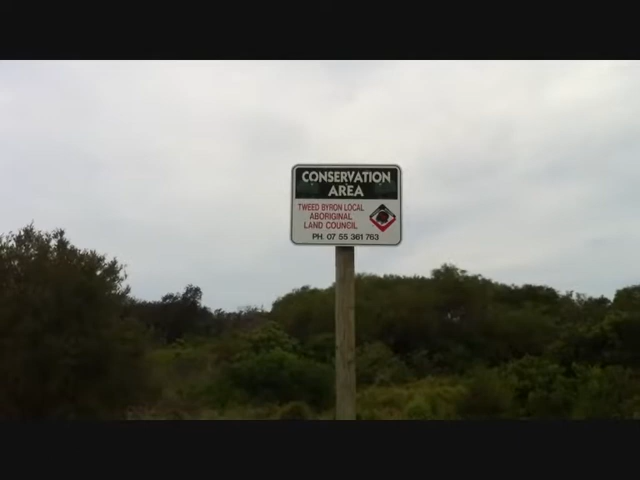 CONSERVATION
AREA
TWEED BYRON LOCAL
ABORIGINAL
LAND COUNCIL
PH. 07 55 361 763